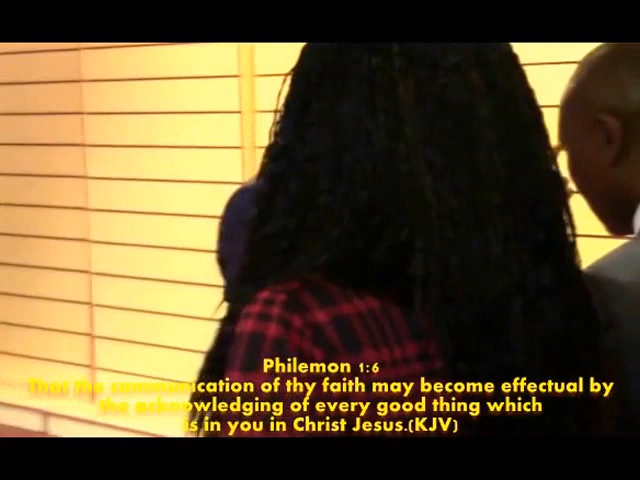 Philemon 1:6
That the communication of thy faith may become effectual by
the acknowledging of every good thing which
is in you in Christ Jesus.(KJV)